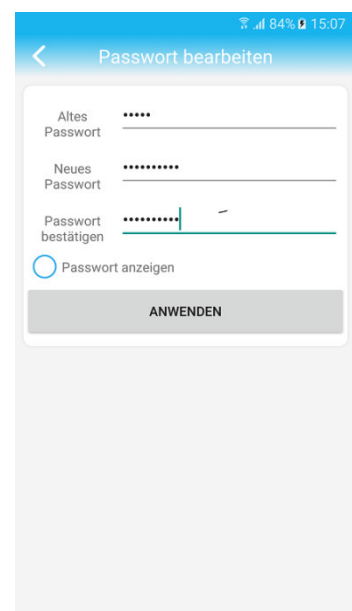 84% 15:07
Passwort bearbeiten
Altes
Passwort
•••••
Neues
Passwort
••••••••••
Passwort
bestätigen
••••••••••
Passwort anzeigen
ANWENDEN